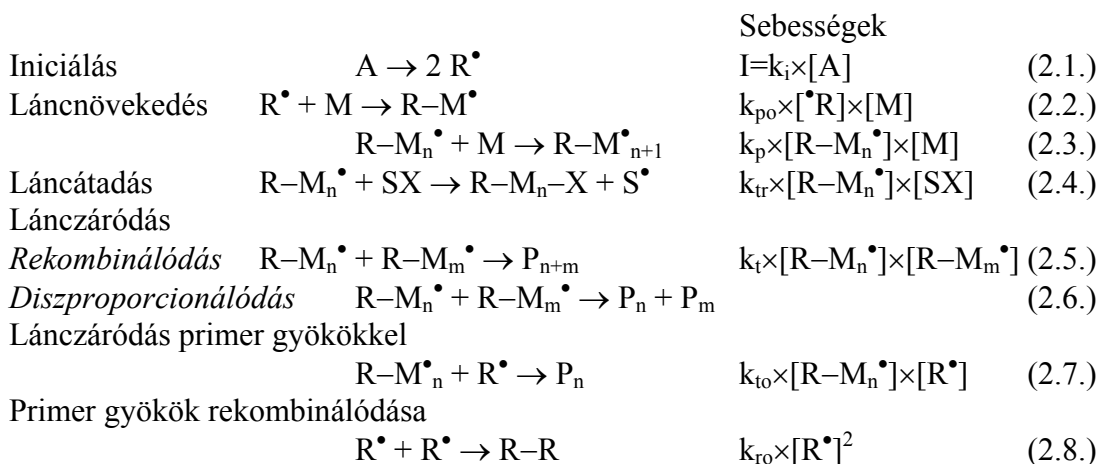 Sebességek
Iniciálás A → 2 R• I=kᵢ×[A] (2.1.)
Láncnövekedés R• + M → R–M• kₚₒ×[•R]×[M] (2.2.)
R–Mₙ• + M → R–M•ₙ₊₁ kₚ×[R–Mₙ•]×[M] (2.3.)
Láncátadás R–Mₙ• + SX → R–Mₙ–X + S• kₜᵣ×[R–Mₙ•]×[SX] (2.4.)
Lánczáródás
Rekombinálódás R–Mₙ• + R–Mₘ• → Pₙ₊ₘ kₜ×[R–Mₙ•]×[R–Mₘ•] (2.5.)
Diszproporcionálódás R–Mₙ• + R–Mₘ• → Pₙ + Pₘ (2.6.)
Lánczáródás primer gyökökkel
R–M•ₙ + R• → Pₙ kₜₒ×[R–Mₙ•]×[R•] (2.7.)
Primer gyökök rekombinálódása
R• + R• → R–R kᵣₒ×[R•]² (2.8.)